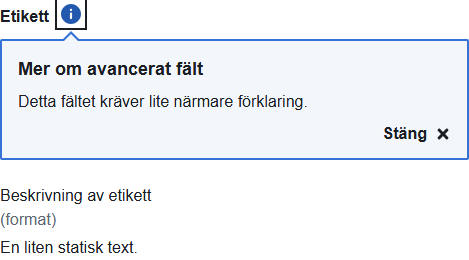 Etikett
Mer om avancerat fält
Detta fältet kräver lite närmare förklaring.
Stäng
Beskrivning av etikett
(format)
En liten statisk text.